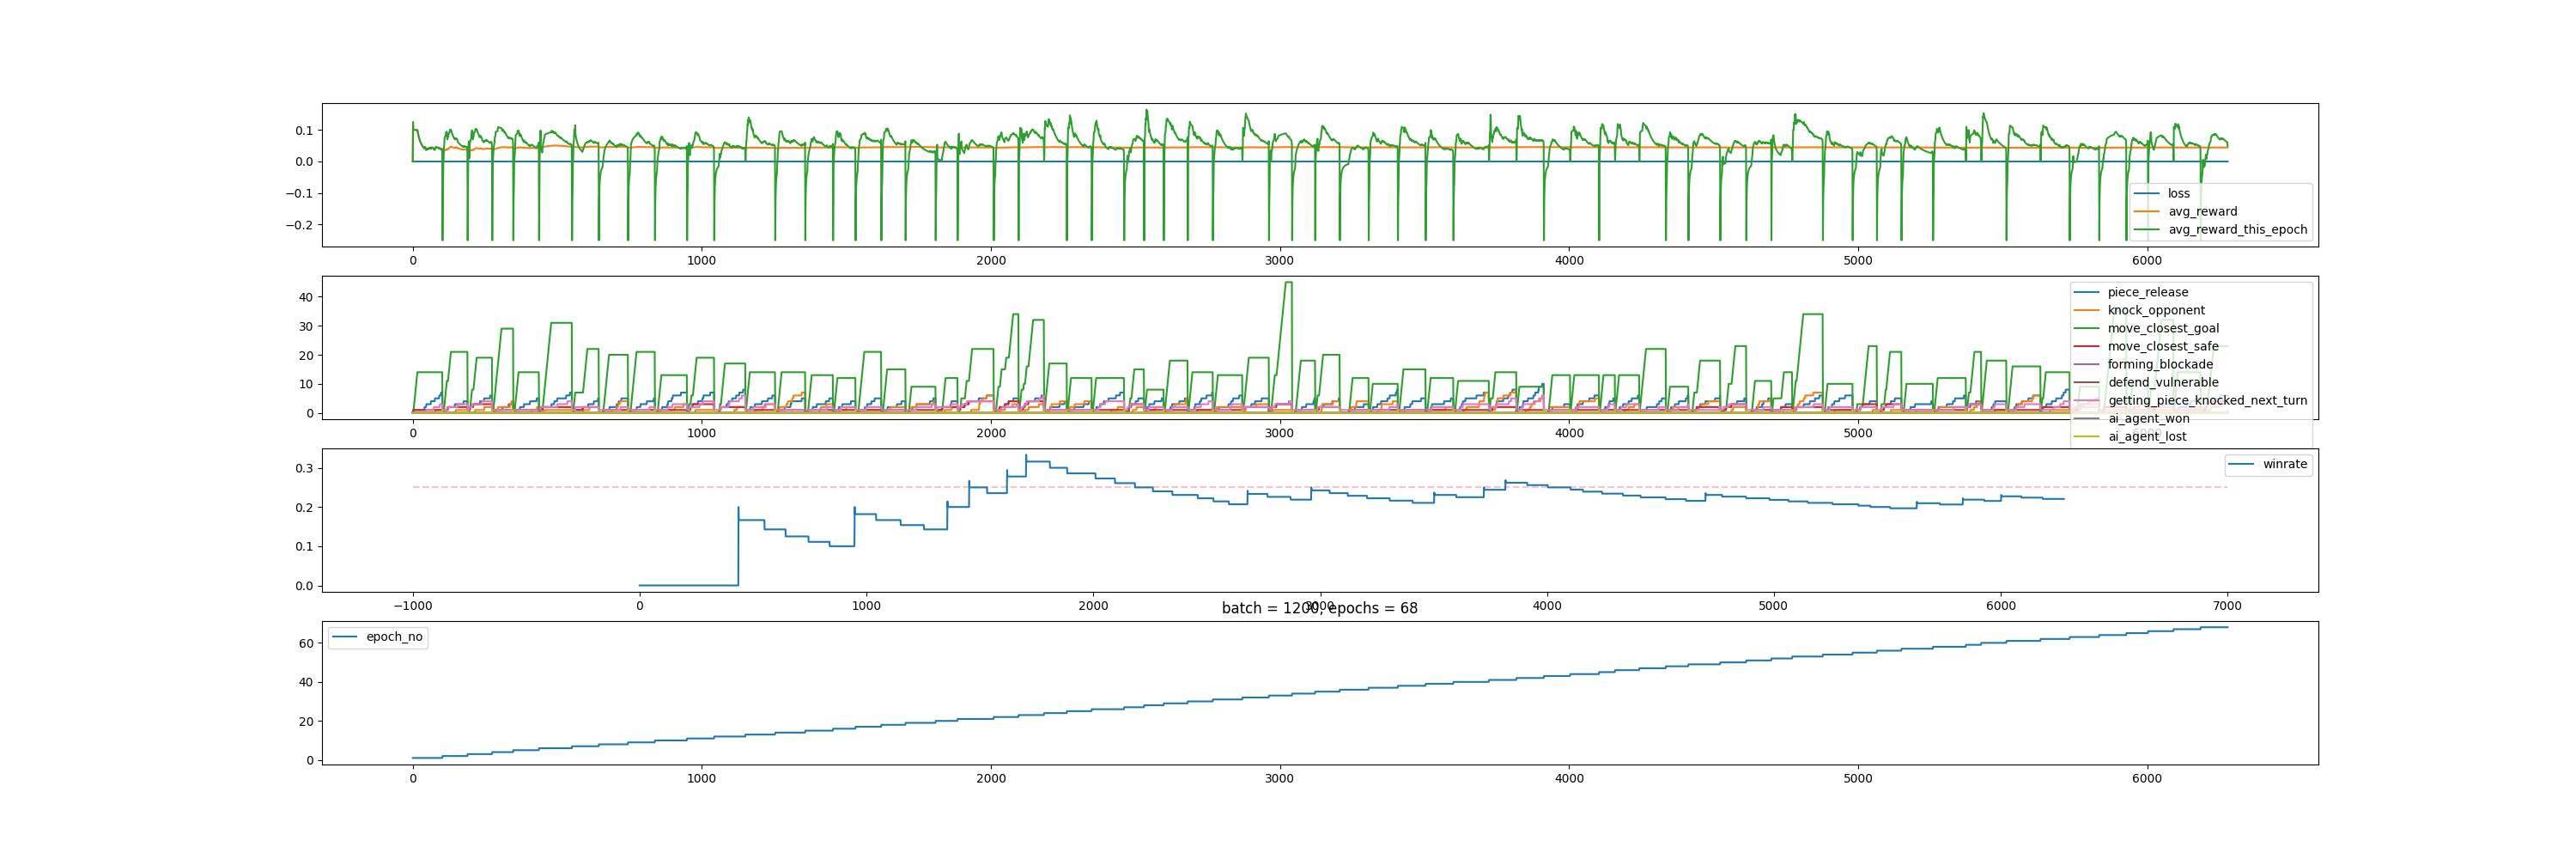 0.1
0.0
−0.1
−0.2
loss
avg_reward
avg_reward_this_epoch
0 1000 2000 3000 4000 5000 6000
40
30
20
10
0
piece_release
knock_opponent
move_closest_goal
move_closest_safe
forming_blockade
defend_vulnerable
getting_piece_knocked_next_turn
ai_agent_won
ai_agent_lost
0 1000 2000 3000 4000 5000 6000
0.3
0.2
0.1
0.0
winrate
−1000 0 1000 2000 3000 4000 5000 6000 7000
batch = 1200, epochs = 68
60
40
20
0
epoch_no
0 1000 2000 3000 4000 5000 6000